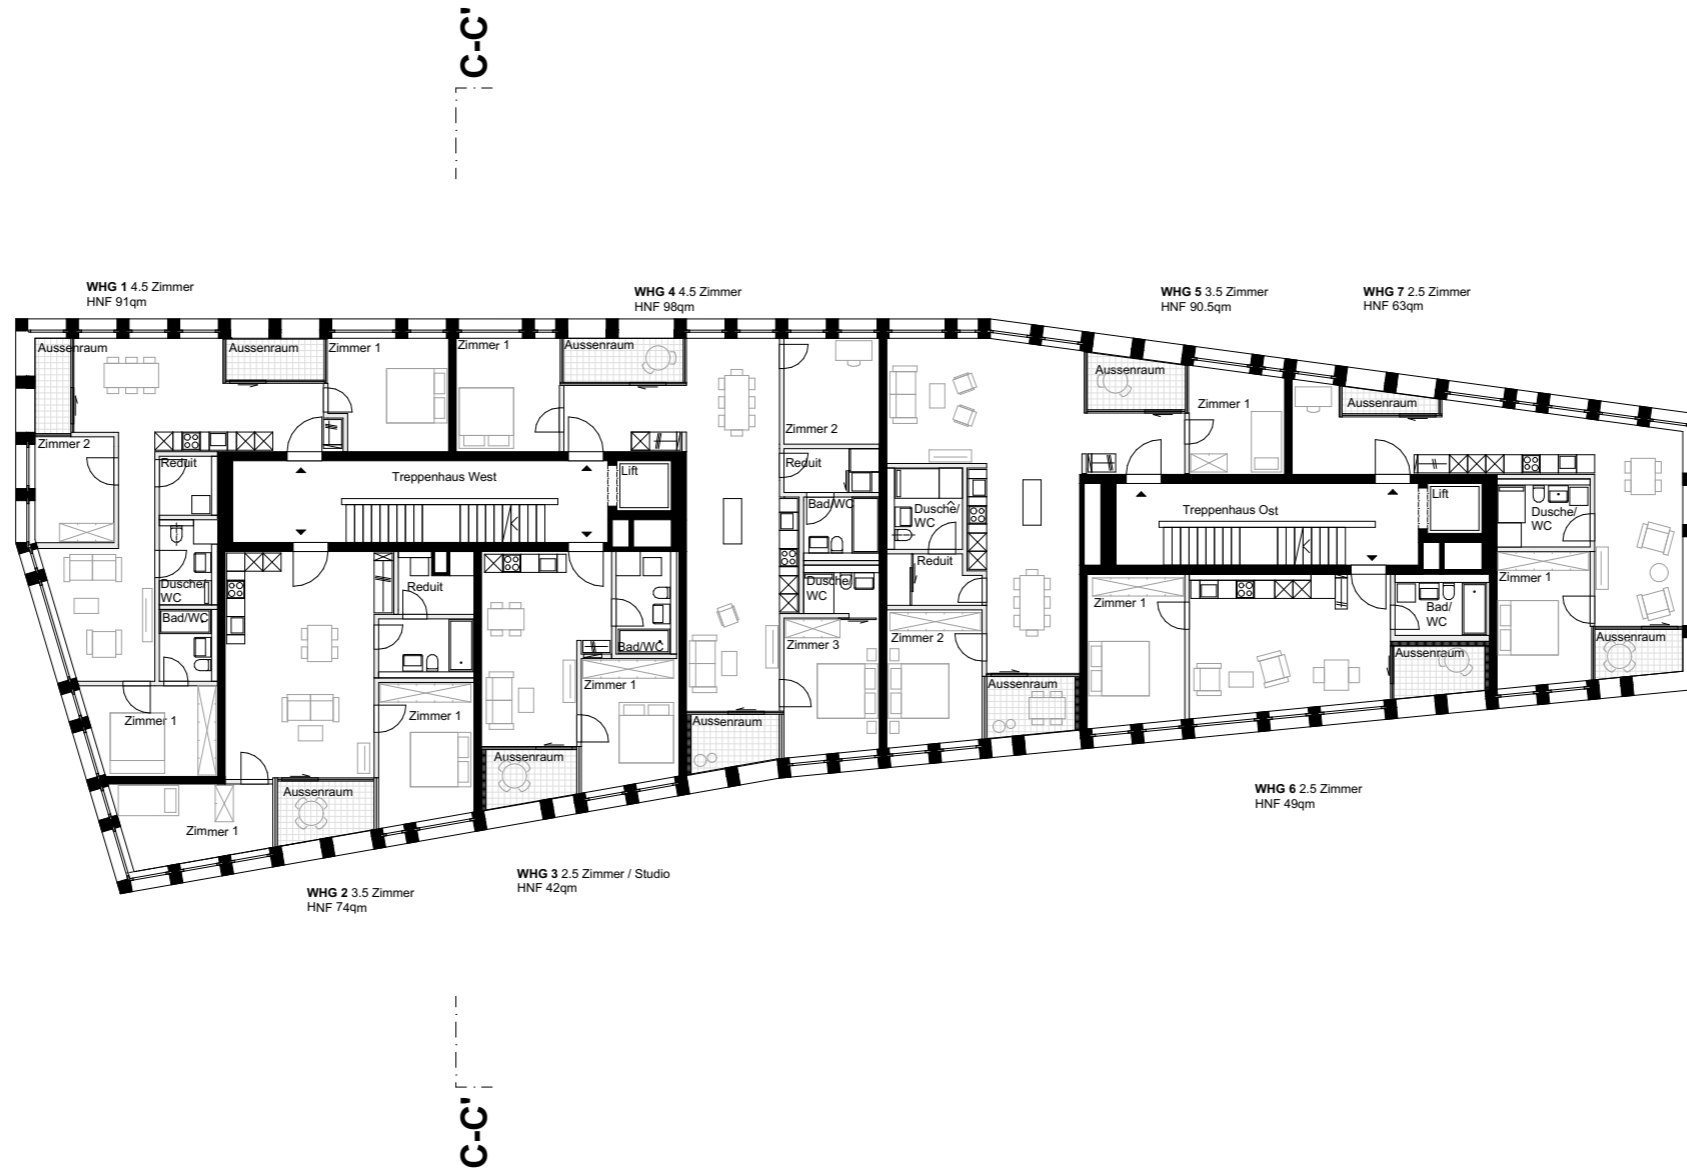 C-C'
WHG 1 4.5 Zimmer
HNF 91qm
WHG 4 4.5 Zimmer
HNF 98qm
WHG 5 3.5 Zimmer
HNF 90.5qm
WHG 7 2.5 Zimmer
HNF 63qm
Aussenraum
Aussenraum
Zimmer 1
Zimmer 1
Aussenraum
Aussenraum
Zimmer 1
Aussenraum
Zimmer 2
Zimmer 2
Reduit
Treppenhaus West
Lift
Reduit
Bad/WC
Dusche/
WC
Treppenhaus Ost
Lift
Dusche/
WC
Dusche/
WC
Bad/WC
Reduit
Bad/WC
Dusche/
WC
Reduit
Zimmer 1
Bad/
WC
Zimmer 1
Zimmer 3
Zimmer 2
Aussenraum
Aussenraum
Zimmer 1
Zimmer 1
Zimmer 1
Aussenraum
Aussenraum
Aussenraum
Aussenraum
Zimmer 1
WHG 6 2.5 Zimmer
HNF 49qm
WHG 3 2.5 Zimmer / Studio
HNF 42qm
WHG 2 3.5 Zimmer
HNF 74qm
C-C'